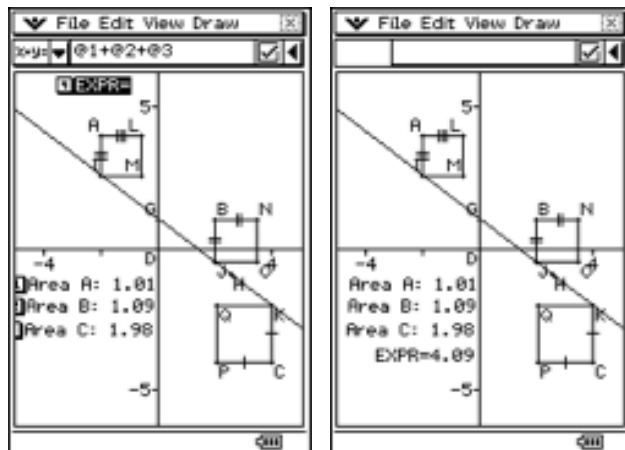 File Edit View Draw
@1+@2+@3
EXPR=
5
A L
M
G
B N
-4 D 4
J O
H
Area A: 1.01
Area B: 1.09
Area C: 1.98
Q K
P C
-5
File Edit View Draw
5
A L
M
G
B N
-4 D 4
J O
H
Area A: 1.01
Area B: 1.09
Area C: 1.98
EXPR=4.09
Q K
P C
-5